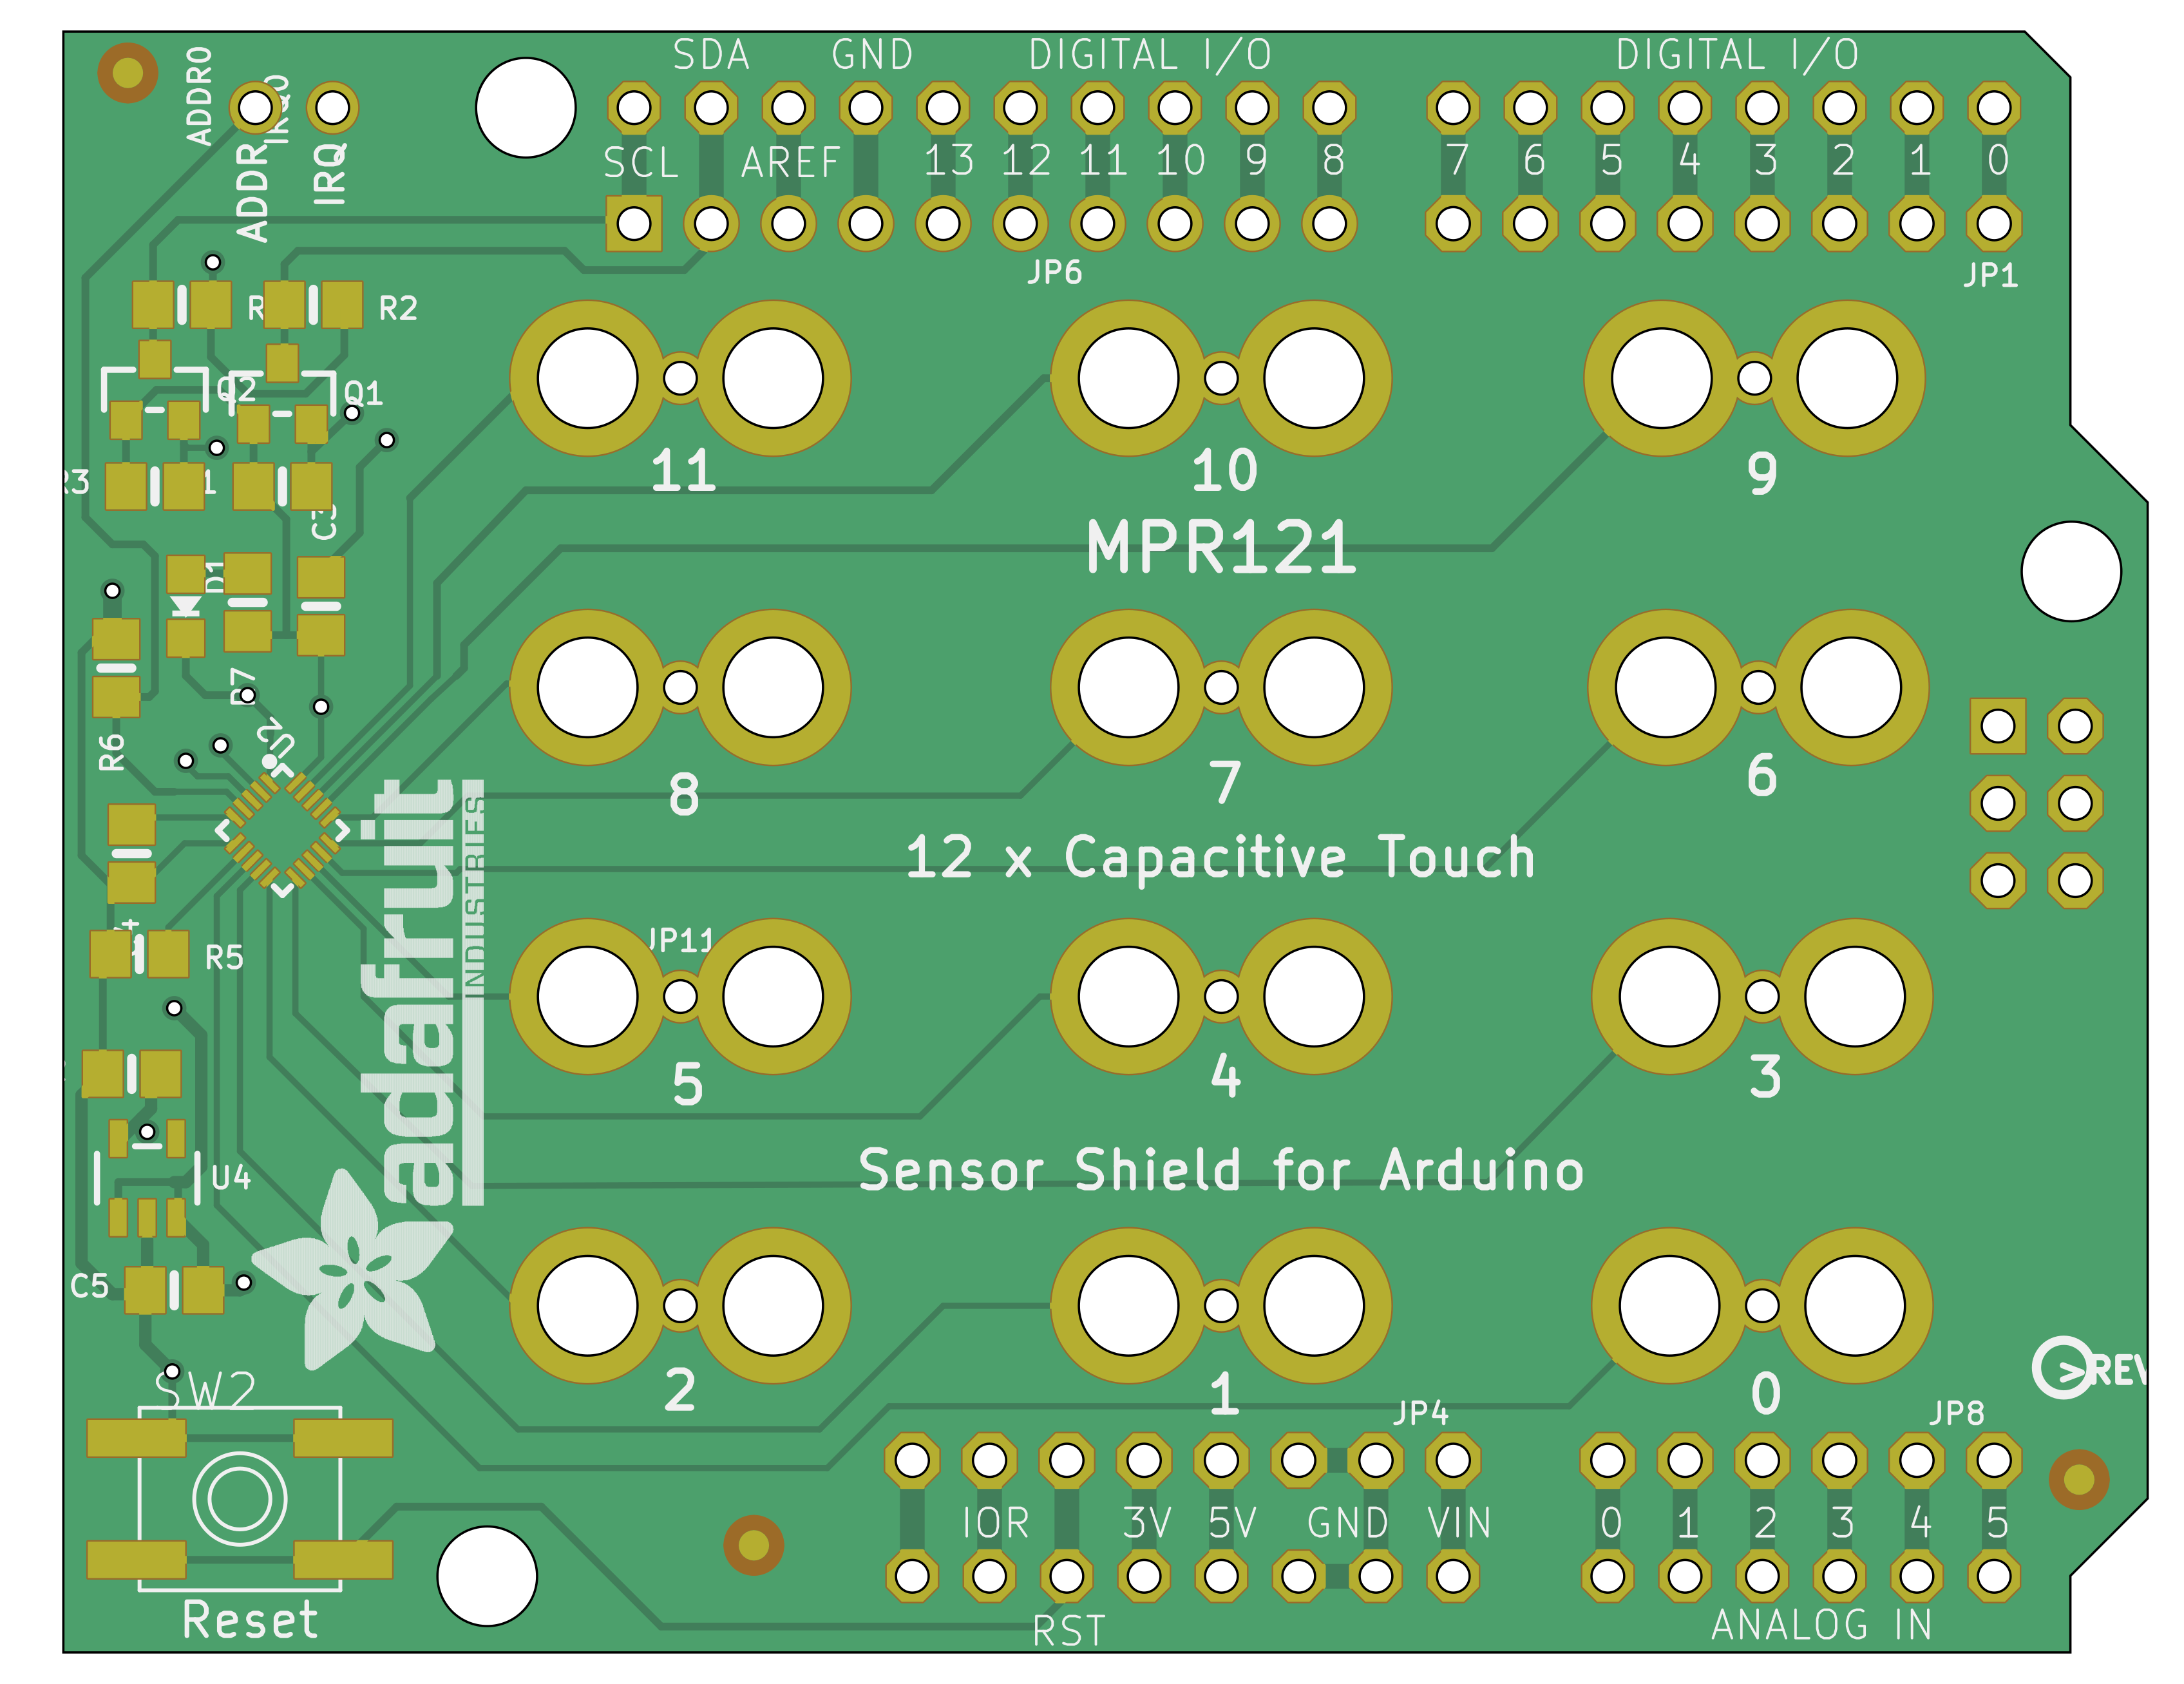 SDA GND DIGITAL I/O DIGITAL I/O
ADDR0
IRQ0
ADDR
IRQ
SCL AREF 13 12 11 10 9 8 7 6 5 4 3 2 1 0
JP6 JP1
R2
Q2 Q1
11 10 9
MPR121
D1
R7
R6
U2
8 7 6
12 x Capacitive Touch
adafruit
INDUSTRIES
JP11
R5
5 4 3
Sensor Shield for Arduino
U4
C5
2 1 0
>REV
SW2
JP4 JP8
IOR 3V 5V GND VIN 0 1 2 3 4 5
Reset
RST ANALOG IN